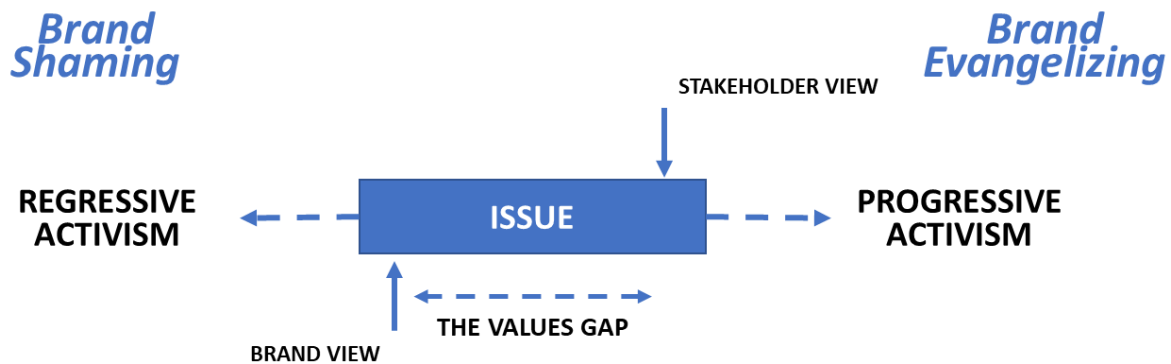 Brand
Shaming
Brand
Evangelizing
STAKEHOLDER VIEW
REGRESSIVE
ACTIVISM
ISSUE
PROGRESSIVE
ACTIVISM
THE VALUES GAP
BRAND VIEW